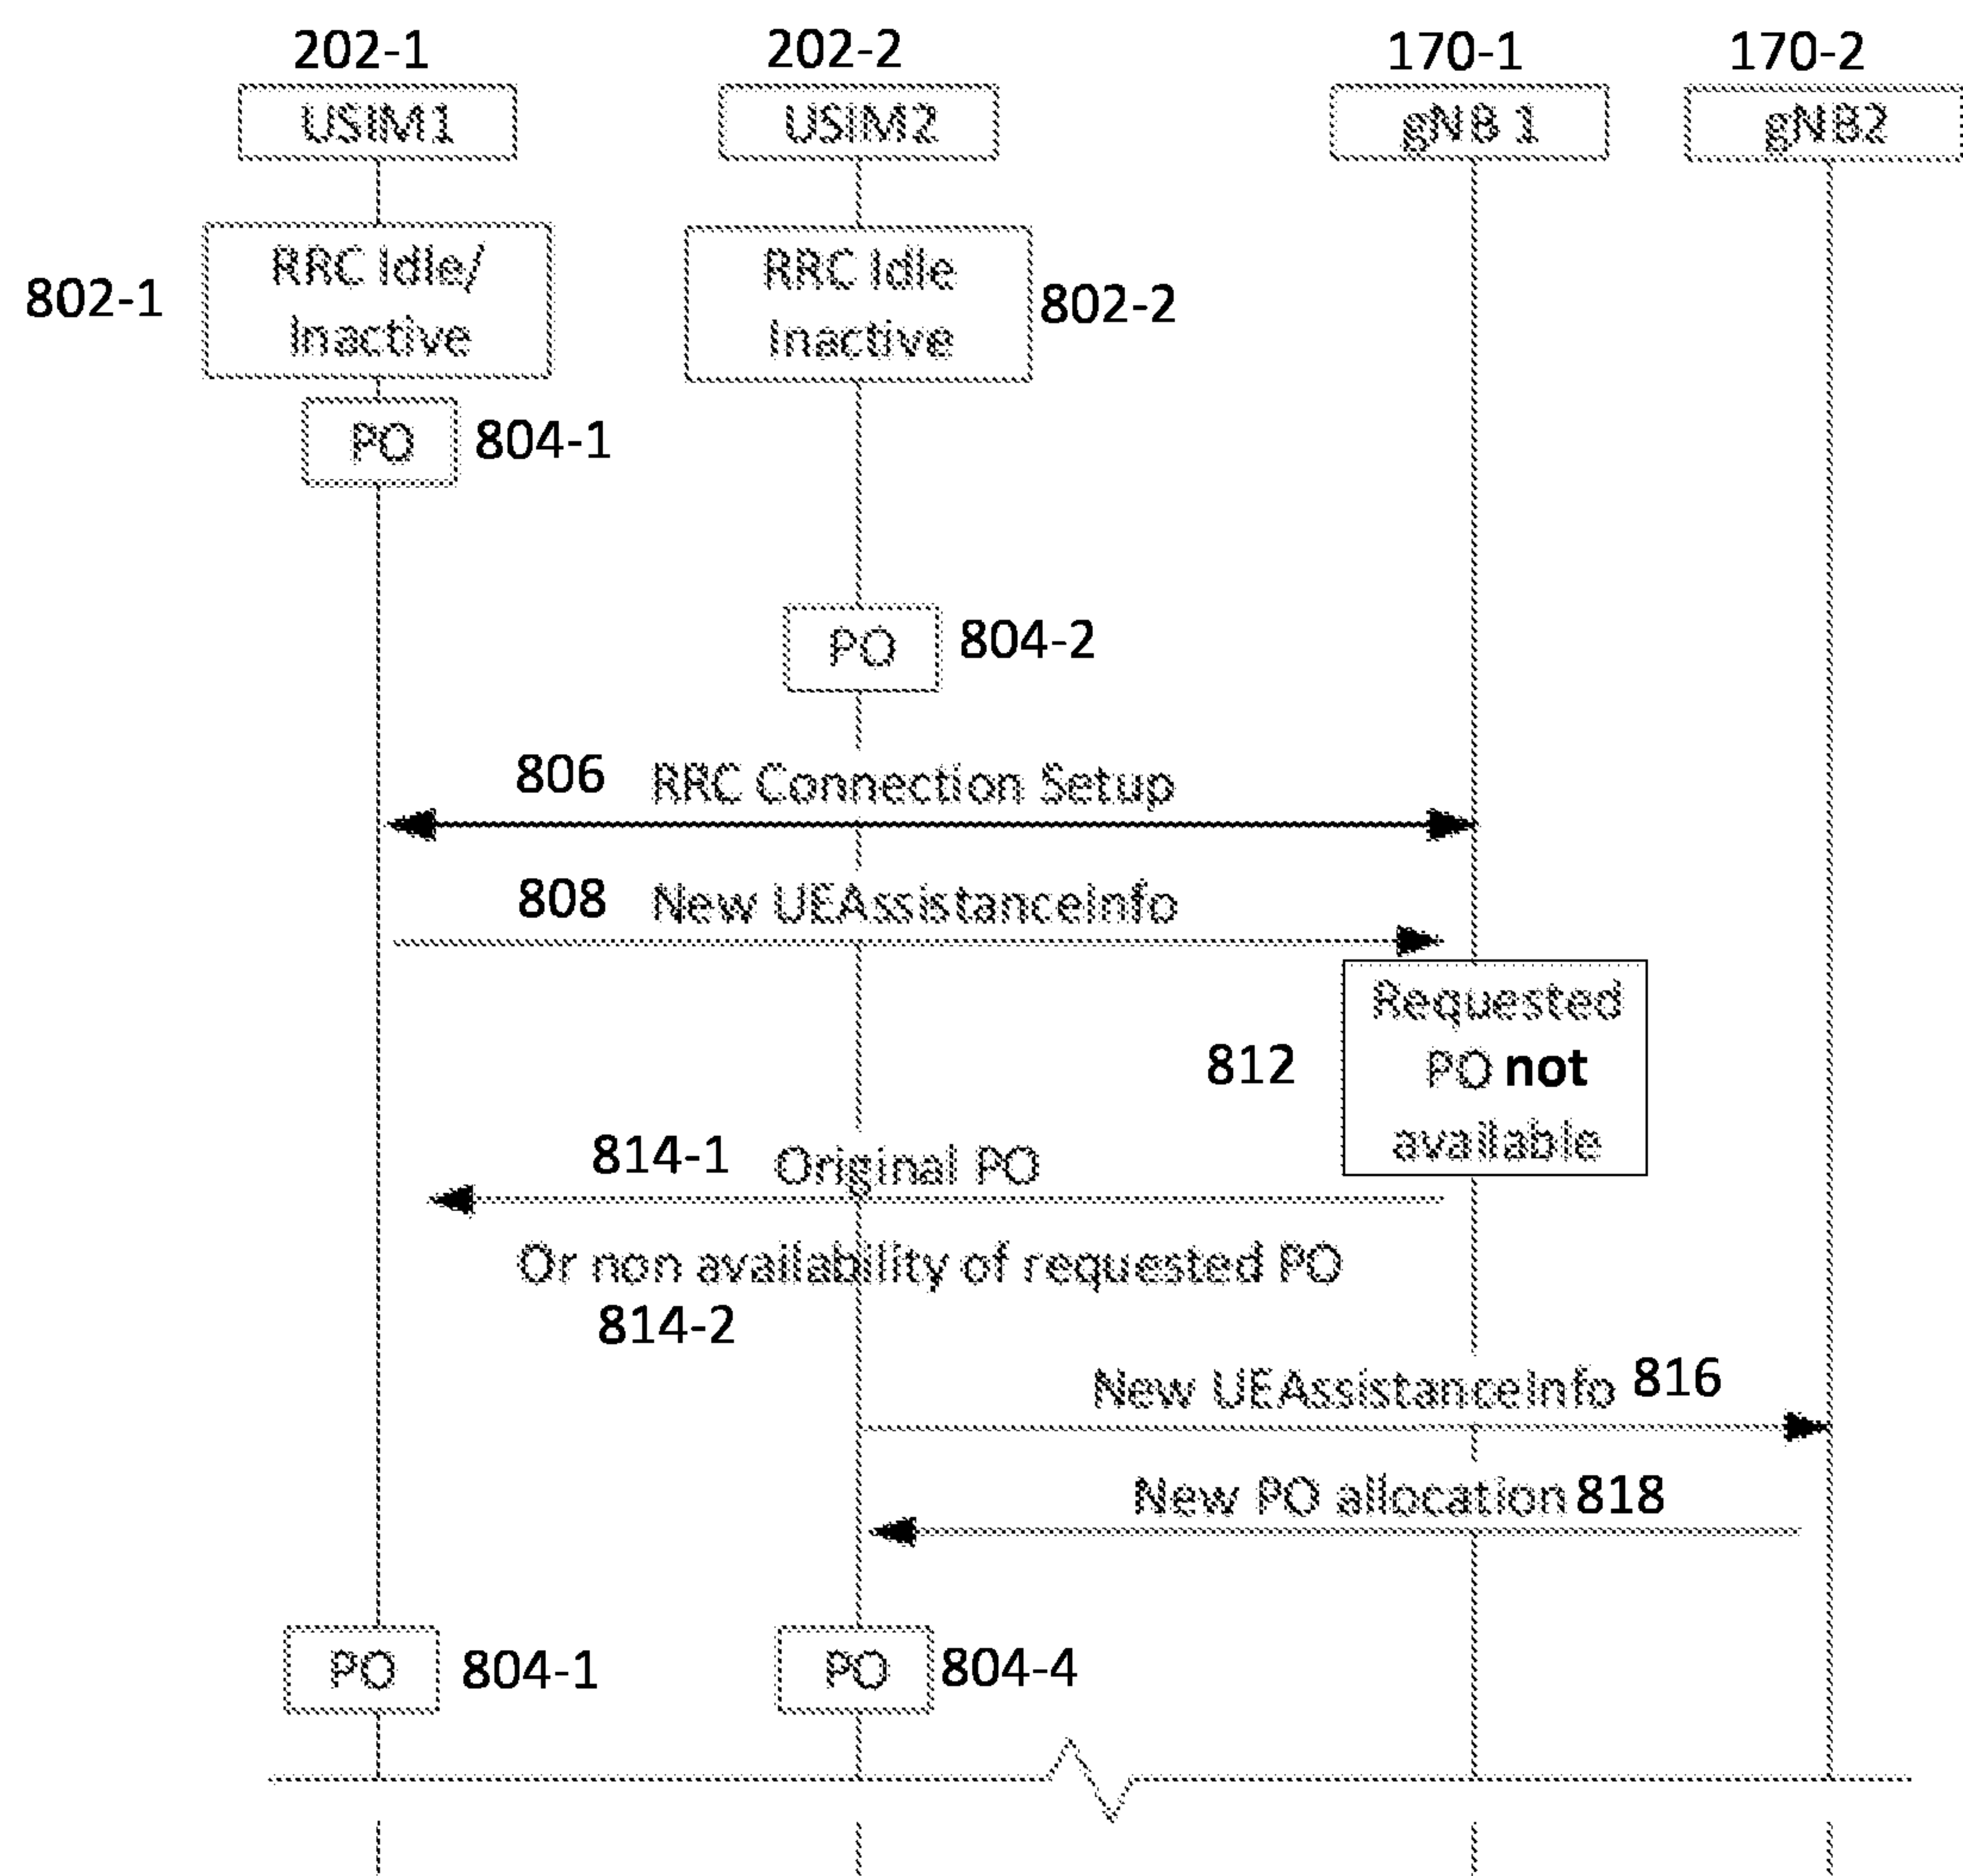 202-1
202-2
170-1
170-2
USIM1
USIM2
gNB 1
gNB2
802-1
RRC Idle/
Inactive
RRC Idle
Inactive
802-2
PO
804-1
PO
804-2
806 RRC Connection Setup
808 New UEAssistanceInfo
812
Requested
PO not
available
814-1 Original PO
Or non availability of requested PO
814-2
New UEAssistanceInfo 816
New PO allocation 818
PO
804-1
PO
804-4